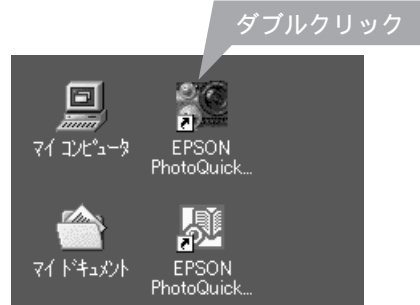 ダブルクリック
ﾏｲ ｺﾝﾋﾟｭｰﾀ
EPSON
PhotoQuick...
ﾏｲ ﾄﾞｷｭﾒﾝﾄ
EPSON
PhotoQuick...